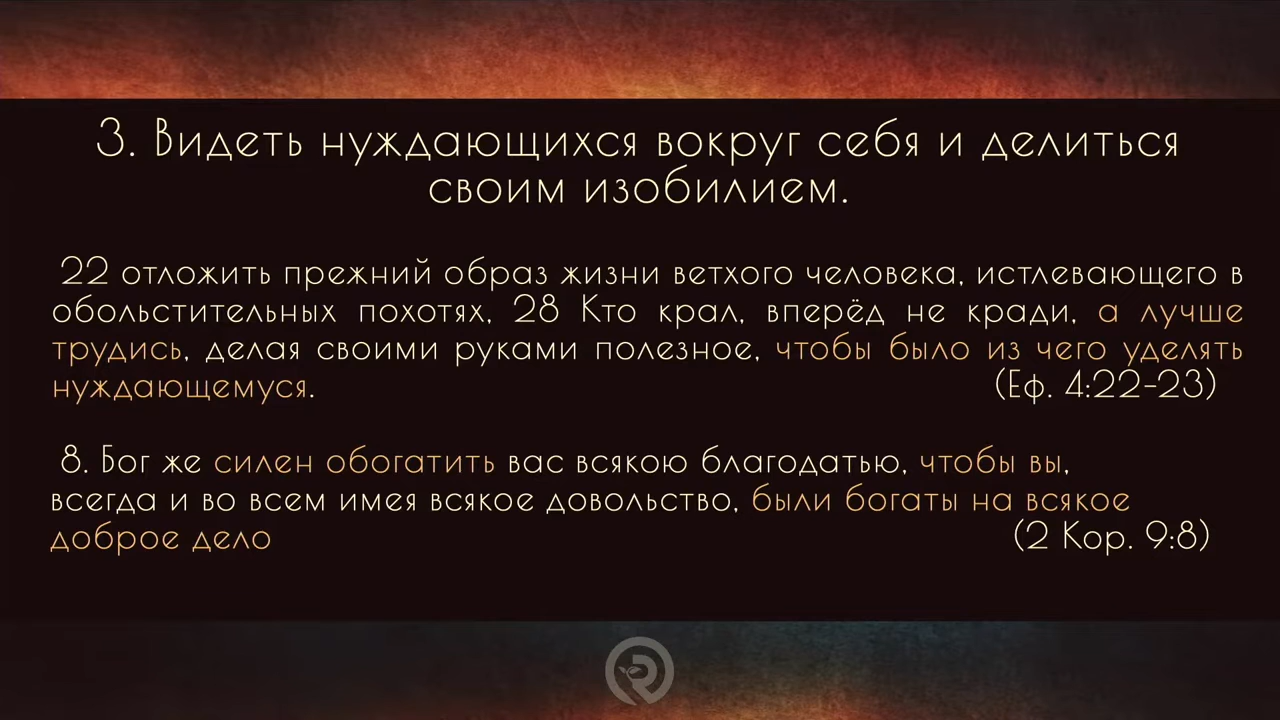 3. Видеть нуждающихся вокруг себя и делиться
своим изобилием.
22 отложить прежний образ жизни ветхого человека, истлевающего в
обольстительных похотях, 28 Кто крал, вперёд не кради, а лучше
трудись, делая своими руками полезное, чтобы было из чего уделять
нуждающемуся. (Еф. 4:22-23)
8. Бог же силен обогатить вас всякою благодатью, чтобы вы,
всегда и во всем имея всякое довольство, были богаты на всякое
доброе дело (2 Кор. 9:8)